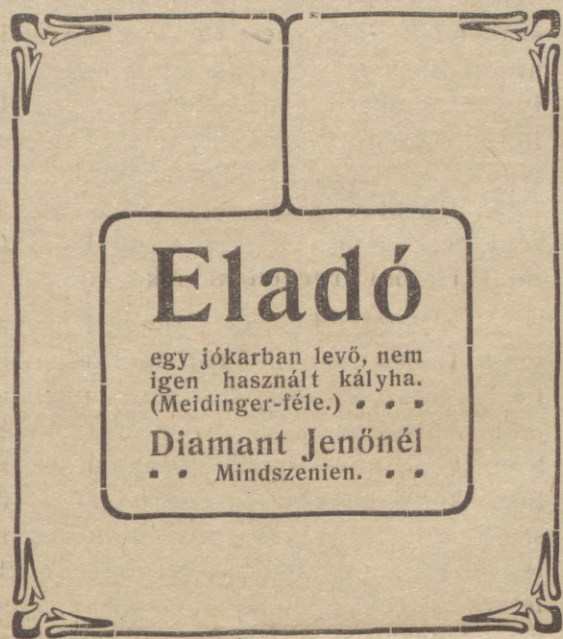 Eladó
egy jókarban levő, nem
igen használt kályha.
(Meidinger-féle.)
Diamant Jenőnél
Mindszenien.